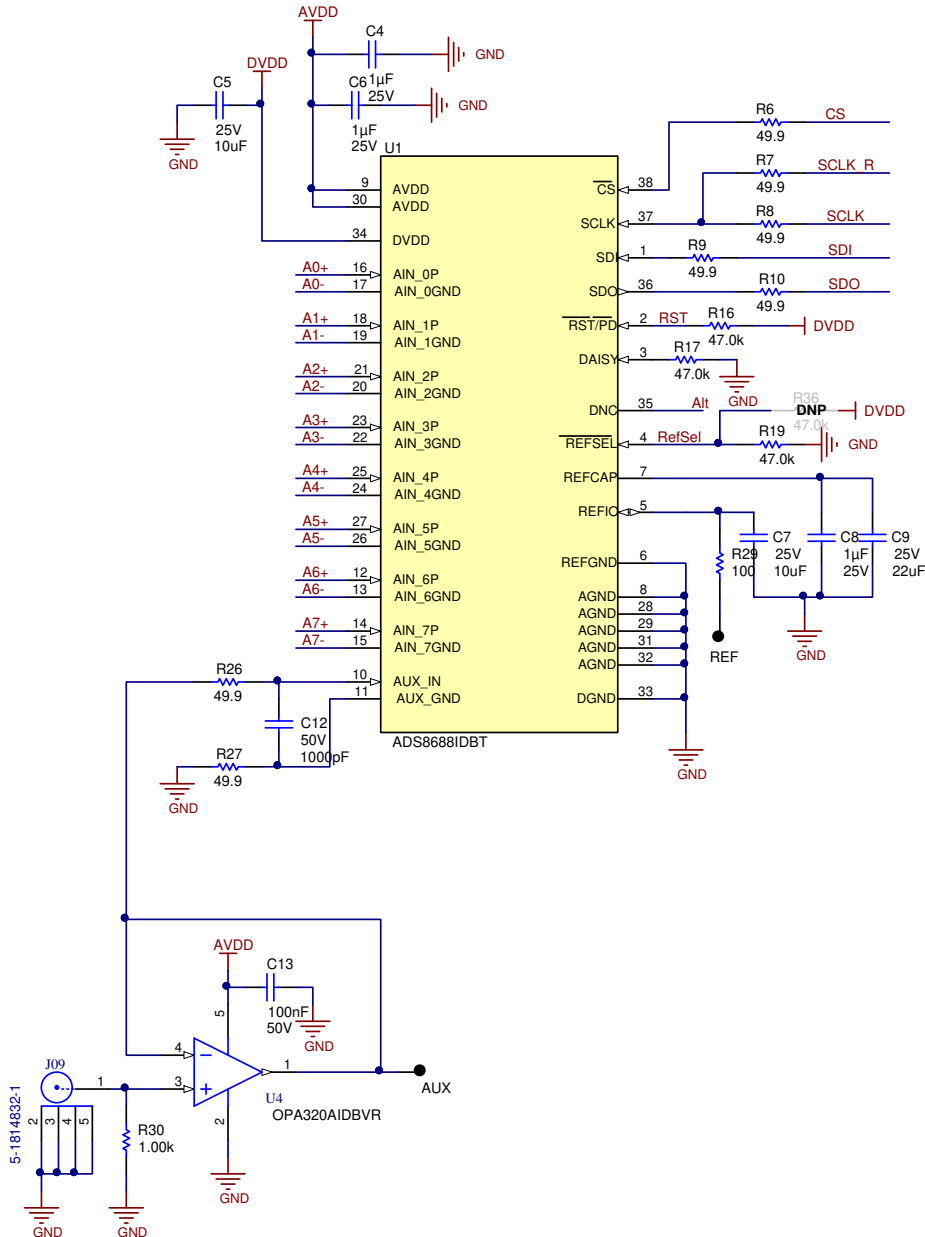 AVDD
C4
1µF
25V
GND
DVDD
C5
25V
10uF
GND
C6
1µF
25V
GND
U1
9 AVDD
30 AVDD
34 DVDD
A0+ 16 AIN_0P
A0- 17 AIN_0GND
A1+ 18 AIN_1P
A1- 19 AIN_1GND
A2+ 21 AIN_2P
A2- 20 AIN_2GND
A3+ 23 AIN_3P
A3- 22 AIN_3GND
A4+ 25 AIN_4P
A4- 24 AIN_4GND
A5+ 27 AIN_5P
A5- 26 AIN_5GND
A6+ 12 AIN_6P
A6- 13 AIN_6GND
A7+ 14 AIN_7P
A7- 15 AIN_7GND
10 AUX_IN
11 AUX_GND
ADS8688IDBT
CS 38
R6
49.9
CS
R7
49.9
SCLK_R
SCLK 37
R8
49.9
SCLK
SDI 1
R9
49.9
SDI
SDO 36
R10
49.9
SDO
RST/PD 2 RST
R16
47.0k
DVDD
DAISY 3
R17
47.0k
GND
DNC 35 Alt
R36
DNP
47.0k
DVDD
REFSEL 4 RefSel
R19
47.0k
GND
REFCAP 7
REFIO 5
R29
100
REF
C7
25V
10uF
C8
1µF
25V
C9
25V
22uF
GND
REFGND 6
AGND 8
AGND 28
AGND 29
AGND 31
AGND 32
DGND 33
GND
R26
49.9
C12
50V
1000pF
R27
49.9
GND
AVDD
C13
100nF
50V
GND
5
4
3
1
2
U4
OPA320AIDBVR
AUX
GND
J09
1
2
3
4
5
5-1814832-1
GND
R30
1.00k
GND